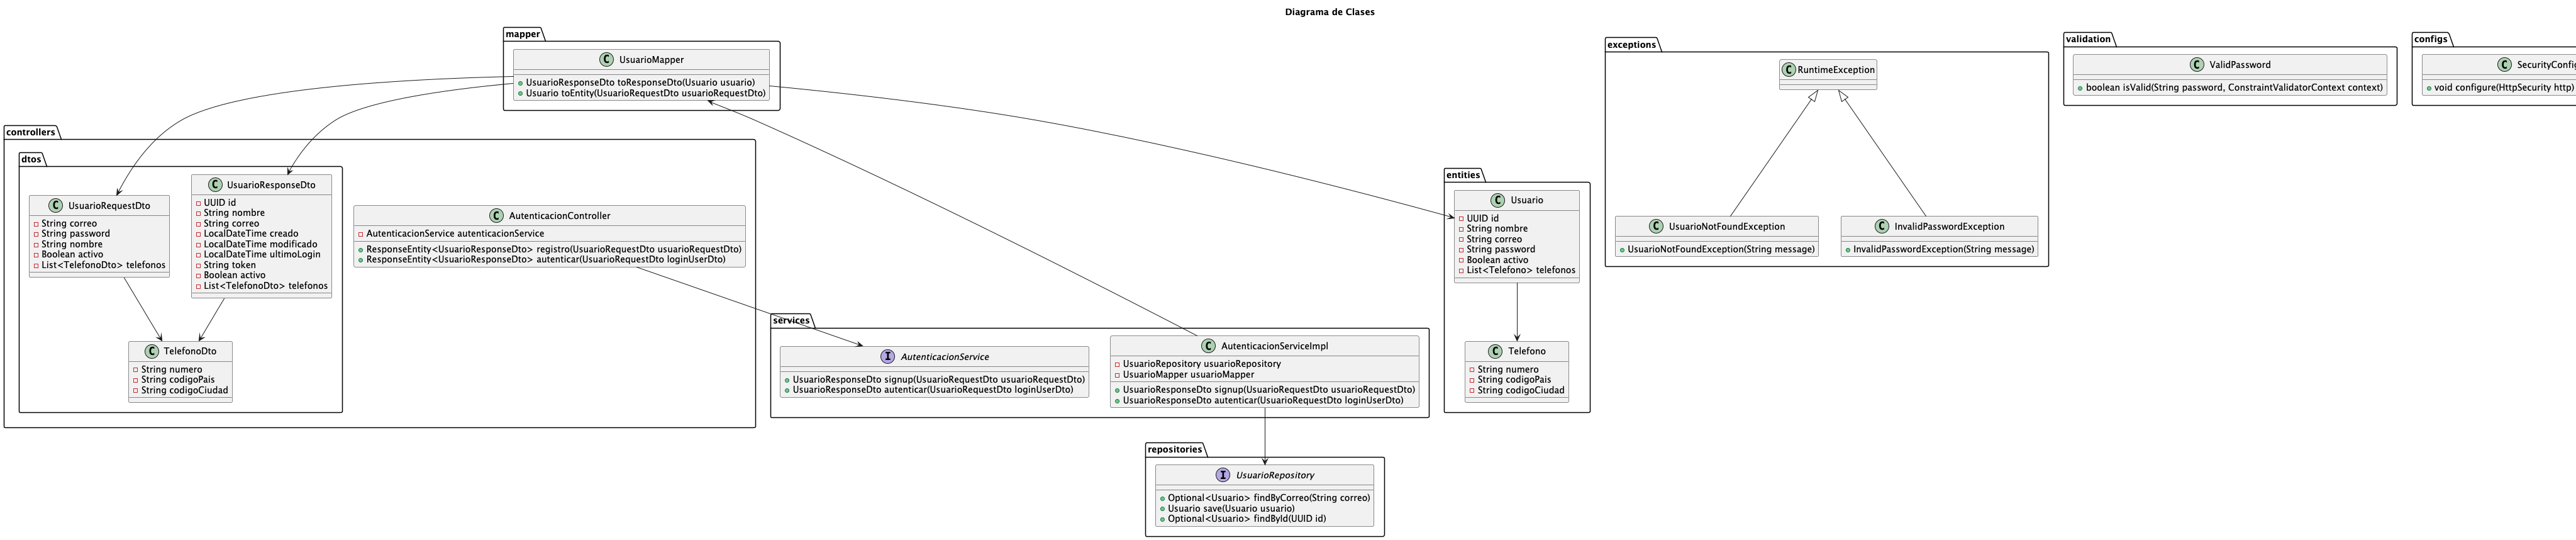 Diagrama de Clases
mapper
UsuarioMapper
UsuarioResponseDto toResponseDto(Usuario usuario)
Usuario toEntity(UsuarioRequestDto usuarioRequestDto)
controllers
dtos
UsuarioRequestDto
String correo
String password
String nombre
Boolean activo
List<TelefonoDto> telefonos
UsuarioResponseDto
UUID id
String nombre
String correo
LocalDateTime creado
LocalDateTime modificado
LocalDateTime ultimoLogin
String token
Boolean activo
List<TelefonoDto> telefonos
TelefonoDto
String numero
String codigoPais
String codigoCiudad
AutenticacionController
AutenticacionService autenticacionService
ResponseEntity<UsuarioResponseDto> registro(UsuarioRequestDto usuarioRequestDto)
ResponseEntity<UsuarioResponseDto> autenticar(UsuarioRequestDto loginUserDto)
services
AutenticacionService
UsuarioResponseDto signup(UsuarioRequestDto usuarioRequestDto)
UsuarioResponseDto autenticar(UsuarioRequestDto loginUserDto)
AutenticacionServiceImpl
UsuarioRepository usuarioRepository
UsuarioMapper usuarioMapper
UsuarioResponseDto signup(UsuarioRequestDto usuarioRequestDto)
UsuarioResponseDto autenticar(UsuarioRequestDto loginUserDto)
repositories
UsuarioRepository
Optional<Usuario> findByCorreo(String correo)
Usuario save(Usuario usuario)
Optional<Usuario> findById(UUID id)
entities
Usuario
UUID id
String nombre
String correo
String password
Boolean activo
List<Telefono> telefonos
Telefono
String numero
String codigoPais
String codigoCiudad
exceptions
RuntimeException
UsuarioNotFoundException
UsuarioNotFoundException(String message)
InvalidPasswordException
InvalidPasswordException(String message)
validation
ValidPassword
boolean isValid(String password, ConstraintValidatorContext context)
configs
SecurityConfig
void configure(HttpSecurity http)